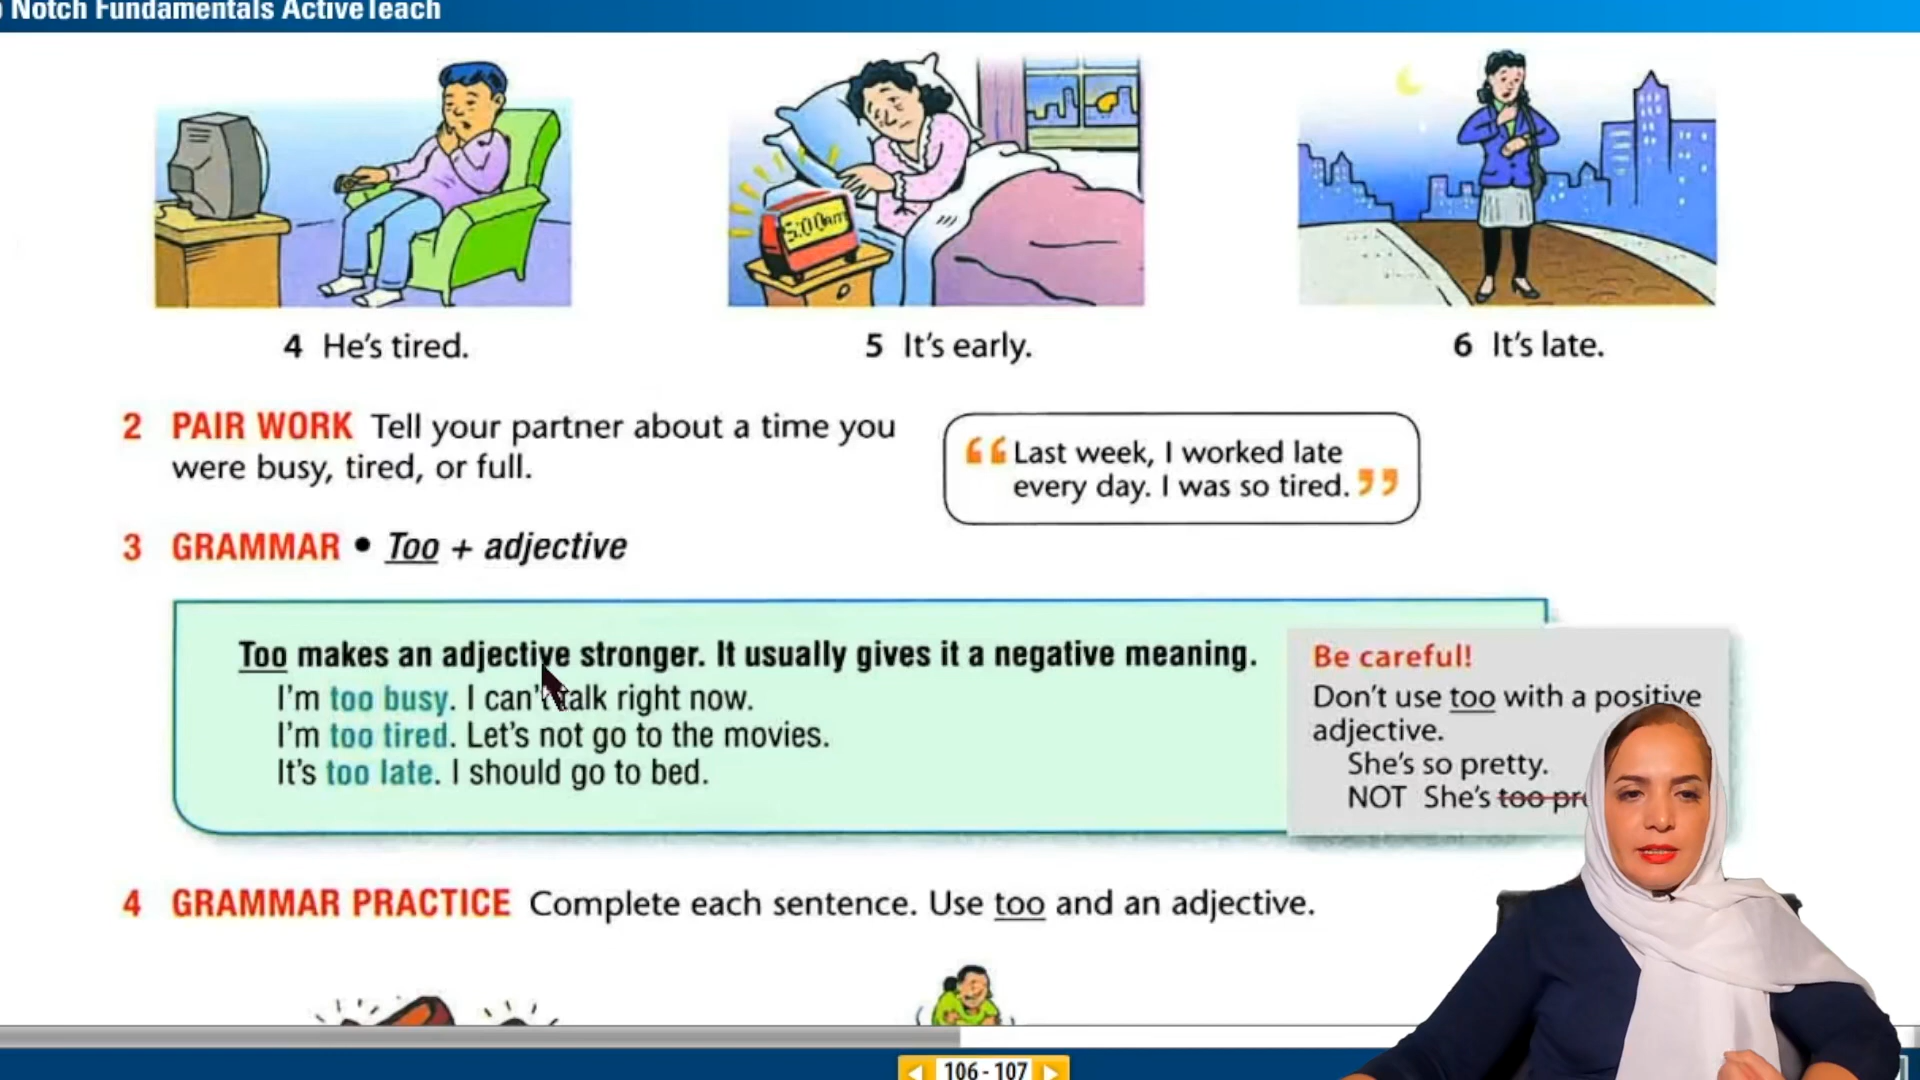 Notch Fundamentals ActiveTeach
5:00am
4 He's tired.
5 It's early.
6 It's late.
2 PAIR WORK Tell your partner about a time you
were busy, tired, or full.
“ Last week, I worked late
every day. I was so tired. ”
3 GRAMMAR • Too + adjective
Too makes an adjective stronger. It usually gives it a negative meaning.
I'm too busy. I can't talk right now.
I'm too tired. Let's not go to the movies.
It's too late. I should go to bed.
Be careful!
Don't use too with a positive
adjective.
She's so pretty.
NOT She's too
4 GRAMMAR PRACTICE Complete each sentence. Use too and an adjective.
106 - 107